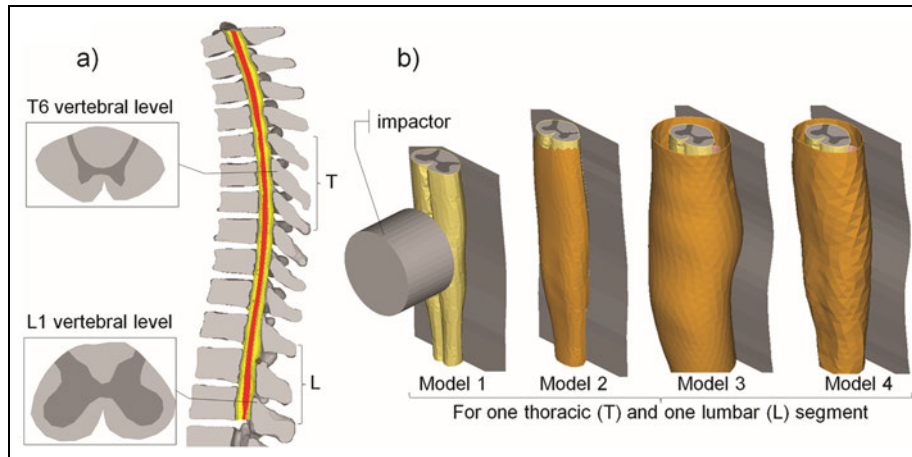 a)
T6 vertebral level
T
L1 vertebral level
L
b)
impactor
Model 1
Model 2
Model 3
Model 4
For one thoracic (T) and one lumbar (L) segment